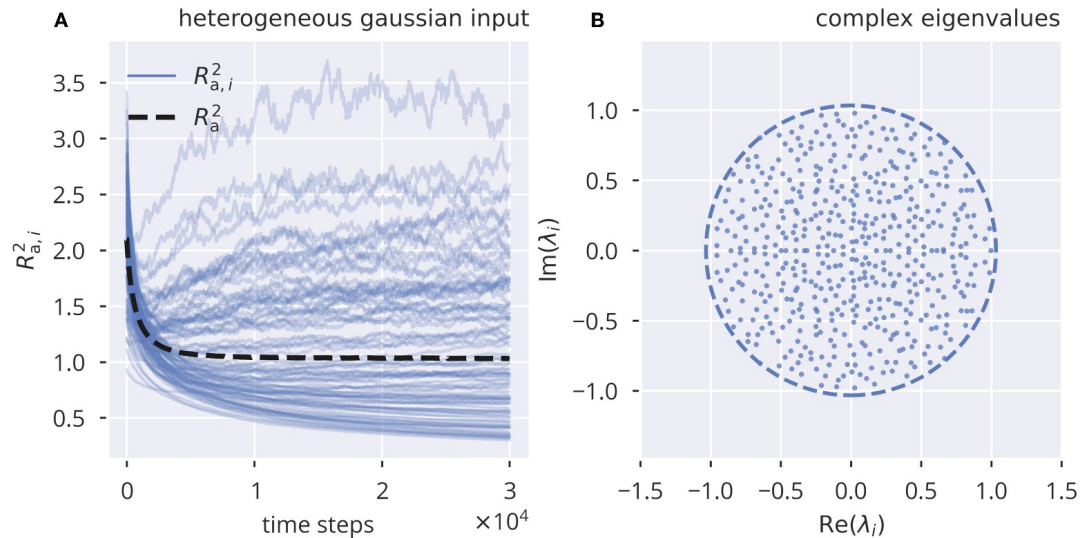 A heterogeneous gaussian input
R²a,i
R²a
3.5
3.0
2.5
2.0
1.5
1.0
0.5
R²a,i
0 1 2 3
time steps ×10⁴
B complex eigenvalues
1.0
0.5
0.0
−0.5
−1.0
Im(λi)
−1.5 −1.0 −0.5 0.0 0.5 1.0 1.5
Re(λi)